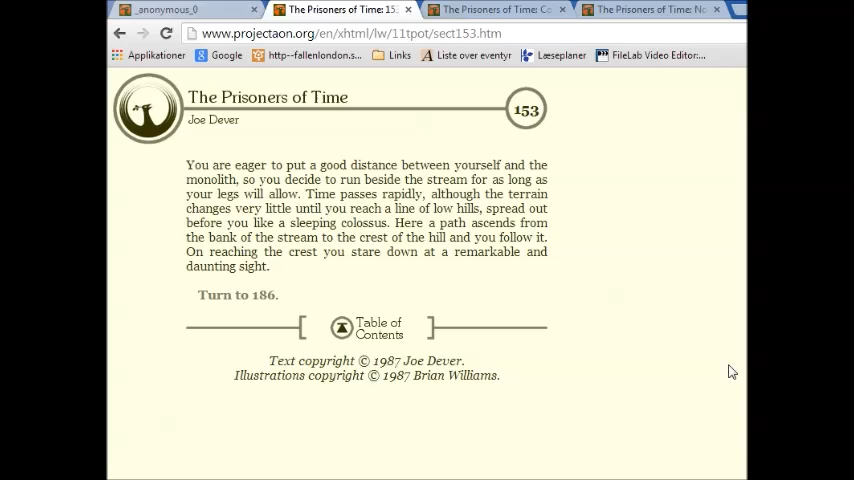 _anonymous_0
The Prisoners of Time: 15
The Prisoners of Time: Co
The Prisoners of Time: No
www.projectaon.org/en/xhtml/lw/11tpot/sect153.htm
Applikationer
Google
http--fallenlondon.s...
Links
Liste over eventyr
Læseplaner
FileLab Video Editor:...
The Prisoners of Time
153
Joe Dever
You are eager to put a good distance between yourself and the
monolith, so you decide to run beside the stream for as long as
your legs will allow. Time passes rapidly, although the terrain
changes very little until you reach a line of low hills, spread out
before you like a sleeping colossus. Here a path ascends from
the bank of the stream to the crest of the hill and you follow it.
On reaching the crest you stare down at a remarkable and
daunting sight.
Turn to 186.
Table of
Contents
Text copyright © 1987 Joe Dever.
Illustrations copyright © 1987 Brian Williams.